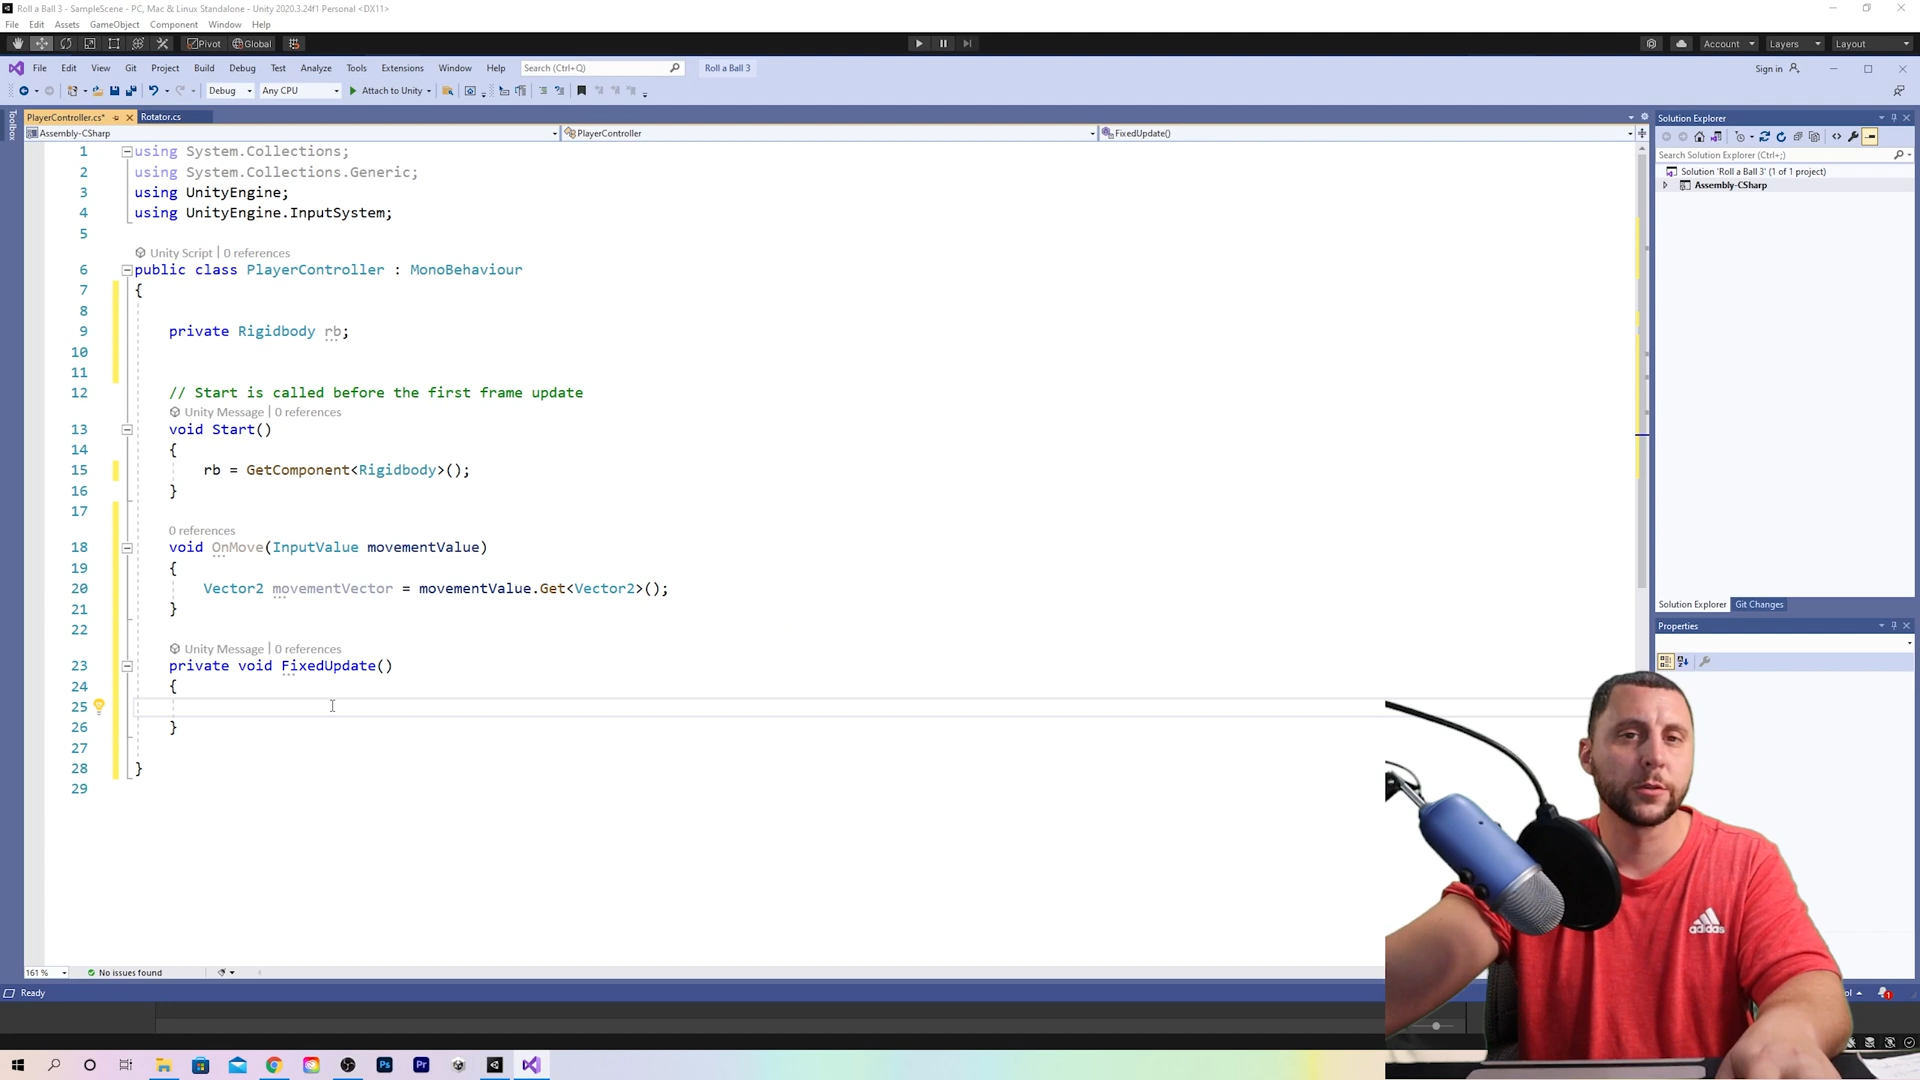 Roll a Ball 3 - SampleScene - PC, Mac & Linux Standalone - Unity 2020.3.24f1 Personal <DX11>
File Edit Assets GameObject Component Window Help
Pivot Global Account Layers Layout
File Edit View Git Project Build Debug Test Analyze Tools Extensions Window Help Search (Ctrl+Q) Roll a Ball 3 Sign in
Debug Any CPU Attach to Unity
Toolbox
PlayerController.cs* Rotator.cs
Assembly-CSharp PlayerController FixedUpdate()
1 using System.Collections;
2 using System.Collections.Generic;
3 using UnityEngine;
4 using UnityEngine.InputSystem;
5
Unity Script | 0 references
6 public class PlayerController : MonoBehaviour
7 {
8
9 private Rigidbody rb;
10
11
12 // Start is called before the first frame update
Unity Message | 0 references
13 void Start()
14 {
15 rb = GetComponent<Rigidbody>();
16 }
17
0 references
18 void OnMove(InputValue movementValue)
19 {
20 Vector2 movementVector = movementValue.Get<Vector2>();
21 }
22
Unity Message | 0 references
23 private void FixedUpdate()
24 {
25
26 }
27
28 }
29
Solution Explorer
Search Solution Explorer (Ctrl+;)
Solution 'Roll a Ball 3' (1 of 1 project)
Assembly-CSharp
Solution Explorer Git Changes
Properties
161 % No issues found
Ready
adidas